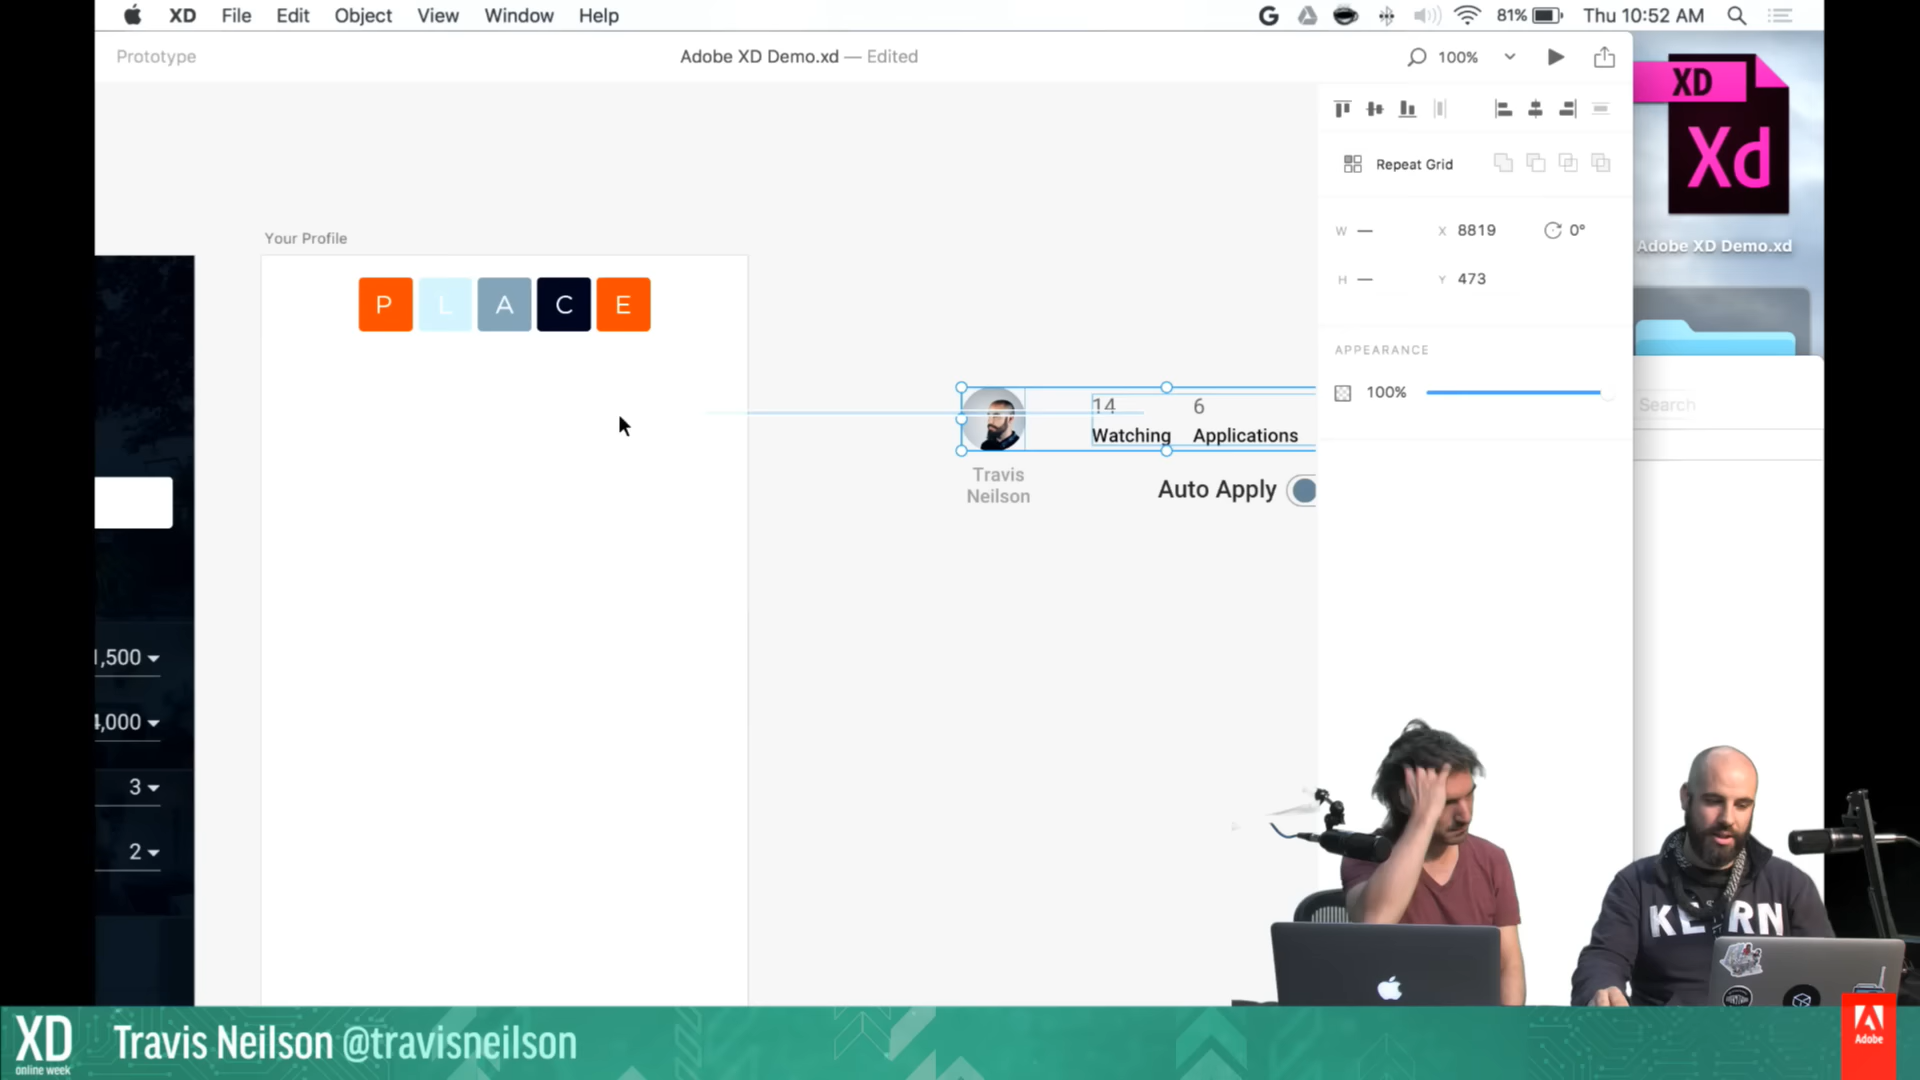 XD File Edit Object View Window Help
81% Thu 10:52 AM
Prototype
Adobe XD Demo.xd — Edited
100%
XD
Xd
Adobe XD Demo.xd
Repeat Grid
W — X 8819 0°
H — Y 473
APPEARANCE
100%
Search
Your Profile
P L A C E
14 6
Watching Applications
Travis
Neilson
Auto Apply
1,500
4,000
3
2
XD
online week
Travis Neilson @travisneilson
Adobe